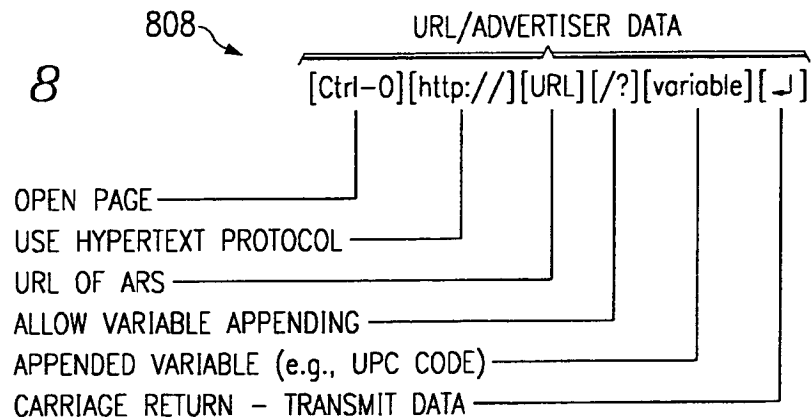 808
URL/ADVERTISER DATA
8
[Ctrl-O][http://][URL][/?][variable][↵]
OPEN PAGE
USE HYPERTEXT PROTOCOL
URL OF ARS
ALLOW VARIABLE APPENDING
APPENDED VARIABLE (e.g., UPC CODE)
CARRIAGE RETURN – TRANSMIT DATA